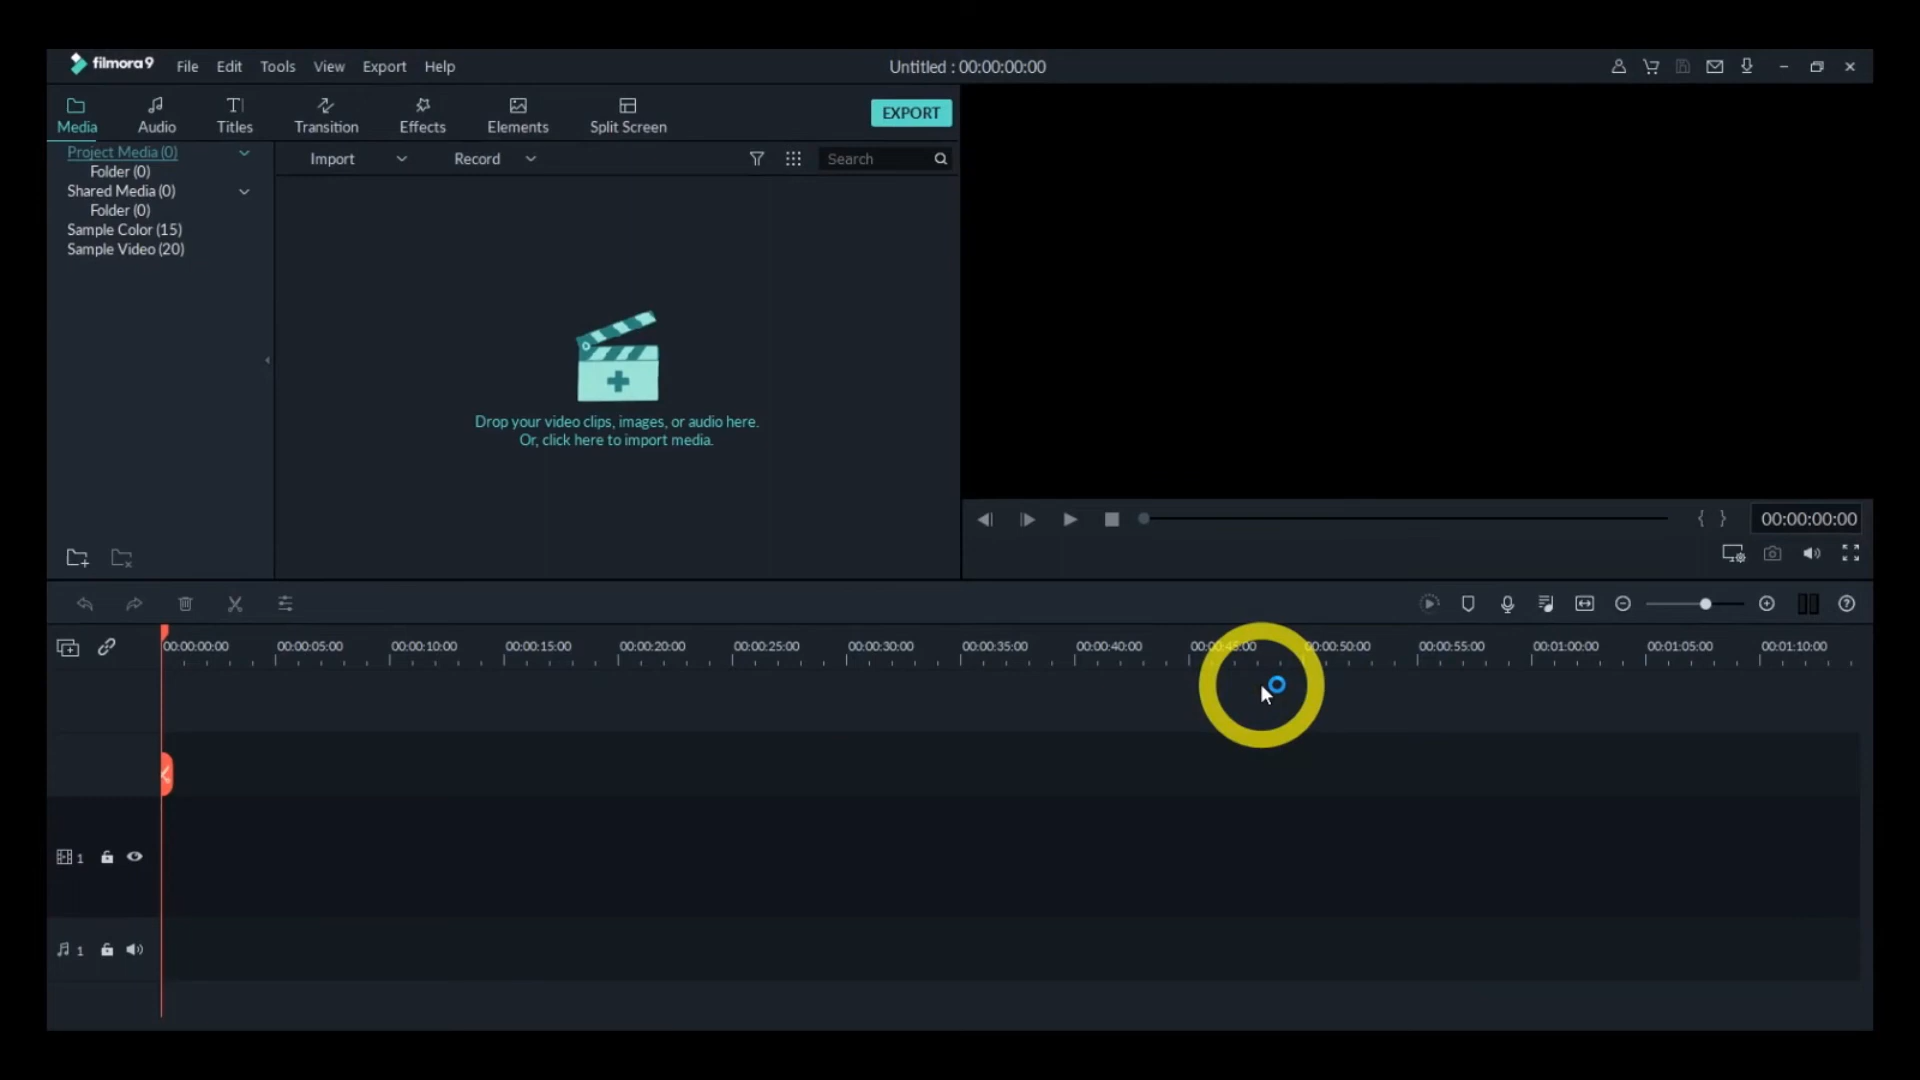 filmora9 File Edit Tools View Export Help Untitled : 00:00:00:00
Media Audio Titles Transition Effects Elements Split Screen EXPORT
Project Media (0)
Folder (0)
Shared Media (0)
Folder (0)
Sample Color (15)
Sample Video (20)
Import Record Search
Drop your video clips, images, or audio here.
Or, click here to import media.
{ } 00:00:00:00
00:00:00:00 00:00:05:00 00:00:10:00 00:00:15:00 00:00:20:00 00:00:25:00 00:00:30:00 00:00:35:00 00:00:40:00 00:00:45:00 00:00:50:00 00:00:55:00 00:01:00:00 00:01:05:00 00:01:10:00
1
1